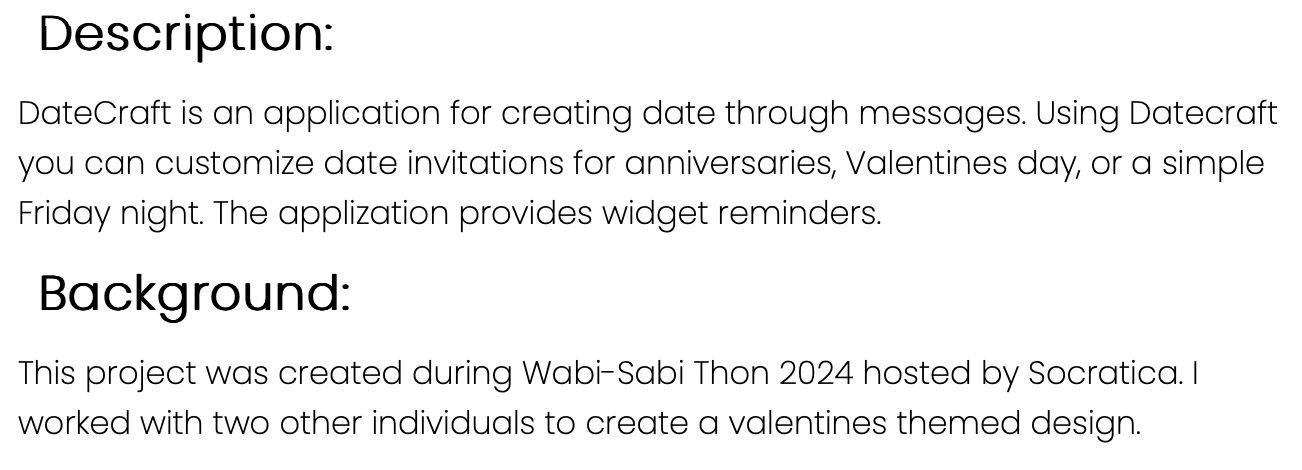 Description:
DateCraft is an application for creating date through messages. Using Datecraft
you can customize date invitations for anniversaries, Valentines day, or a simple
Friday night. The applization provides widget reminders.
Background:
This project was created during Wabi-Sabi Thon 2024 hosted by Socratica. I
worked with two other individuals to create a valentines themed design.